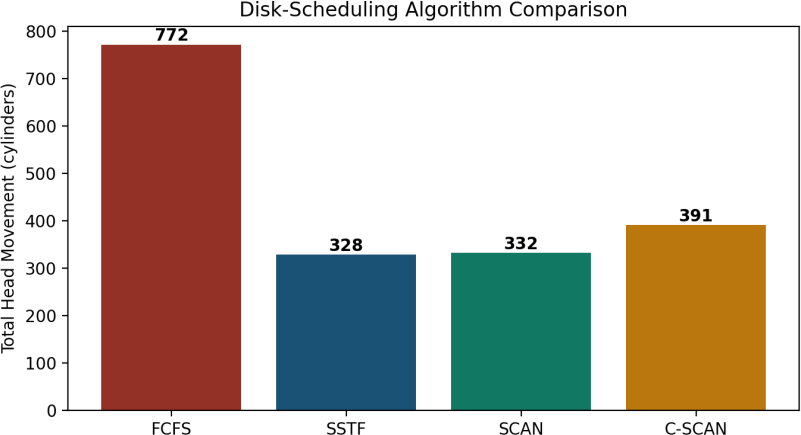 Disk-Scheduling Algorithm Comparison
Total Head Movement (cylinders)
800
700
600
500
400
300
200
100
0
772
328
332
391
FCFS
SSTF
SCAN
C-SCAN